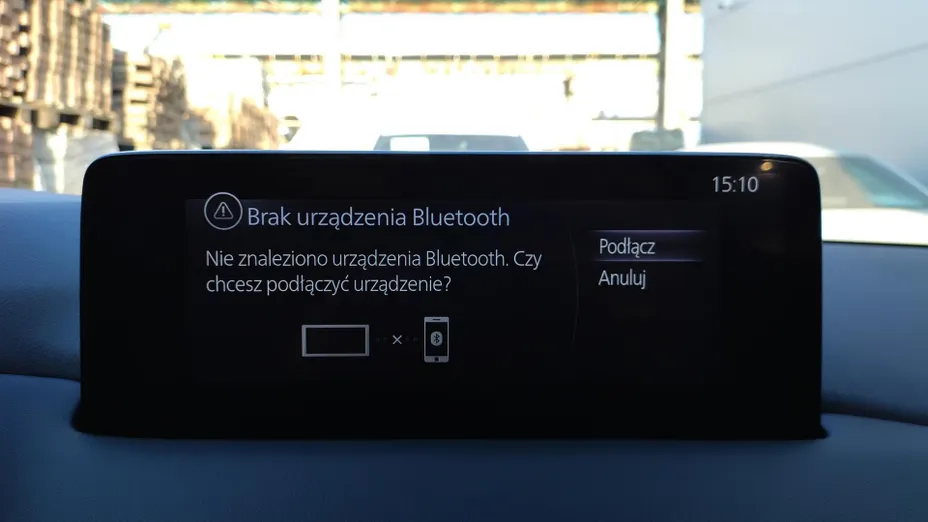 15:10
Brak urządzenia Bluetooth
Nie znaleziono urządzenia Bluetooth. Czy
chcesz podłączyć urządzenie?
Podłącz
Anuluj